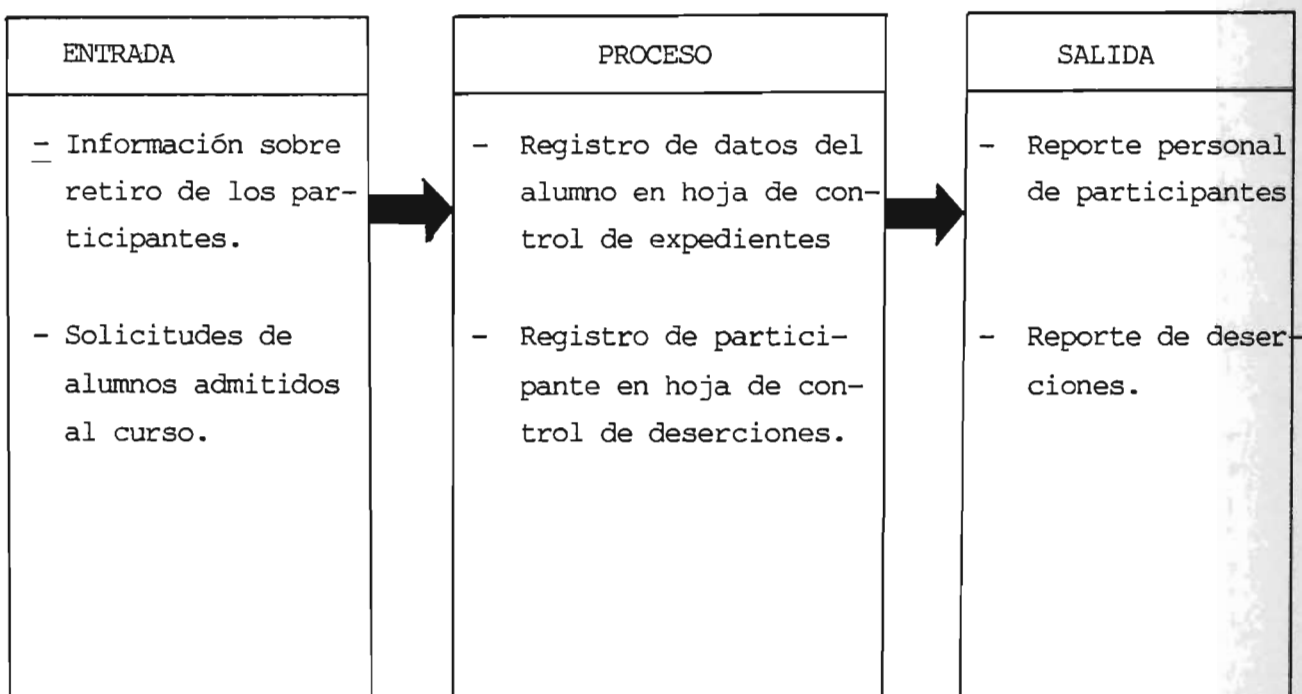 ENTRADA
- Información sobre
retiro de los par-
ticipantes.
- Solicitudes de
alumnos admitidos
al curso.
PROCESO
- Registro de datos del
alumno en hoja de con-
trol de expedientes
- Registro de partici-
pante en hoja de con-
trol de deserciones.
SALIDA
- Reporte personal
de participantes
- Reporte de deser-
ciones.